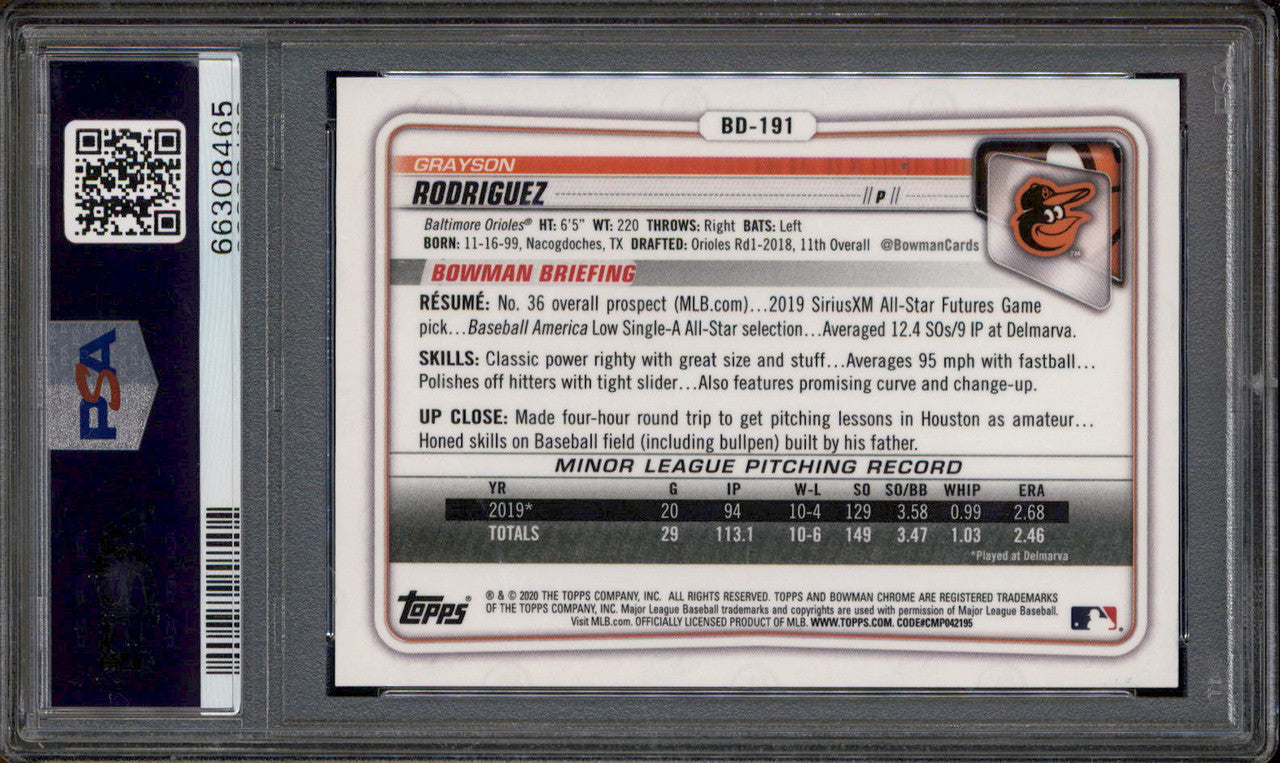 66308465
PSA
BD-191
GRAYSON
RODRIGUEZ || P ||
Baltimore Orioles® HT: 6'5" WT: 220 THROWS: Right BATS: Left
BORN: 11-16-99, Nacogdoches, TX DRAFTED: Orioles Rd1-2018, 11th Overall @BowmanCards
TM
BOWMAN BRIEFING
RÉSUMÉ: No. 36 overall prospect (MLB.com)...2019 SiriusXM All-Star Futures Game
pick...Baseball America Low Single-A All-Star selection...Averaged 12.4 SOs/9 IP at Delmarva.
SKILLS: Classic power righty with great size and stuff...Averages 95 mph with fastball...
Polishes off hitters with tight slider...Also features promising curve and change-up.
UP CLOSE: Made four-hour round trip to get pitching lessons in Houston as amateur...
Honed skills on Baseball field (including bullpen) built by his father.
MINOR LEAGUE PITCHING RECORD
YR G IP W-L SO SO/BB WHIP ERA
2019* 20 94 10-4 129 3.58 0.99 2.68
TOTALS 29 113.1 10-6 149 3.47 1.03 2.46
*Played at Delmarva
TOPPS® ® & © 2020 THE TOPPS COMPANY, INC. ALL RIGHTS RESERVED. TOPPS AND BOWMAN CHROME ARE REGISTERED TRADEMARKS
OF THE TOPPS COMPANY, INC. Major League Baseball trademarks and copyrights are used with permission of Major League Baseball.
Visit MLB.com. OFFICIALLY LICENSED PRODUCT OF MLB. WWW.TOPPS.COM. CODE#CMP042195